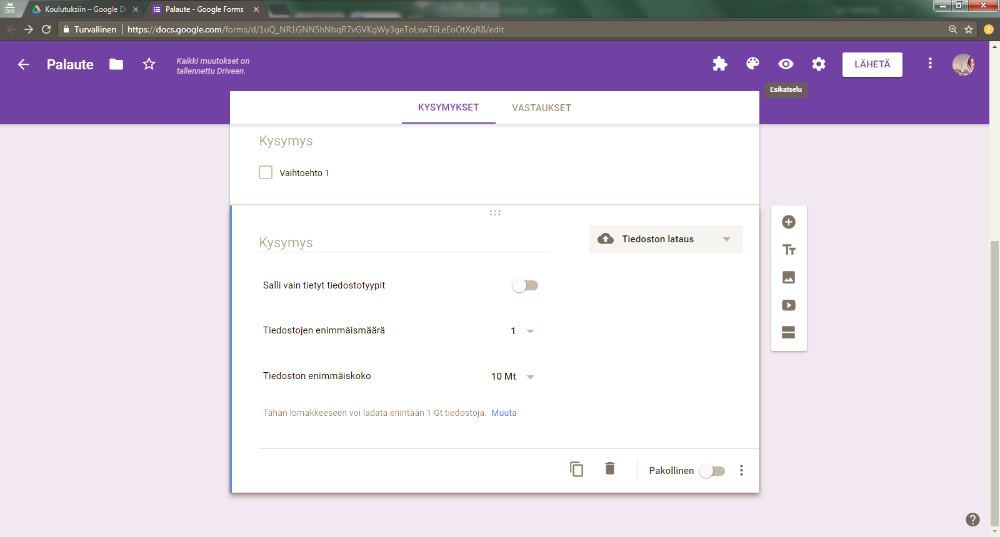 Koulutuksiin – Google Dr
Palaute - Google Forms
Turvallinen
https://docs.google.com/forms/d/1uQ_NR1GNN5hNbqR7vGVKgWy3geToLxwT6LeEoOtXqR8/edit
Palaute
Kaikki muutokset on
tallennettu Driveen.
LÄHETÄ
Esikatselu
KYSYMYKSET
VASTAUKSET
Kysymys
Vaihtoehto 1
Kysymys
Tiedoston lataus
Salli vain tietyt tiedostotyypit
Tiedostojen enimmäismäärä
1
Tiedoston enimmäiskoko
10 Mt
Tähän lomakkeeseen voi ladata enintään 1 Gt tiedostoja. Muuta
Pakollinen